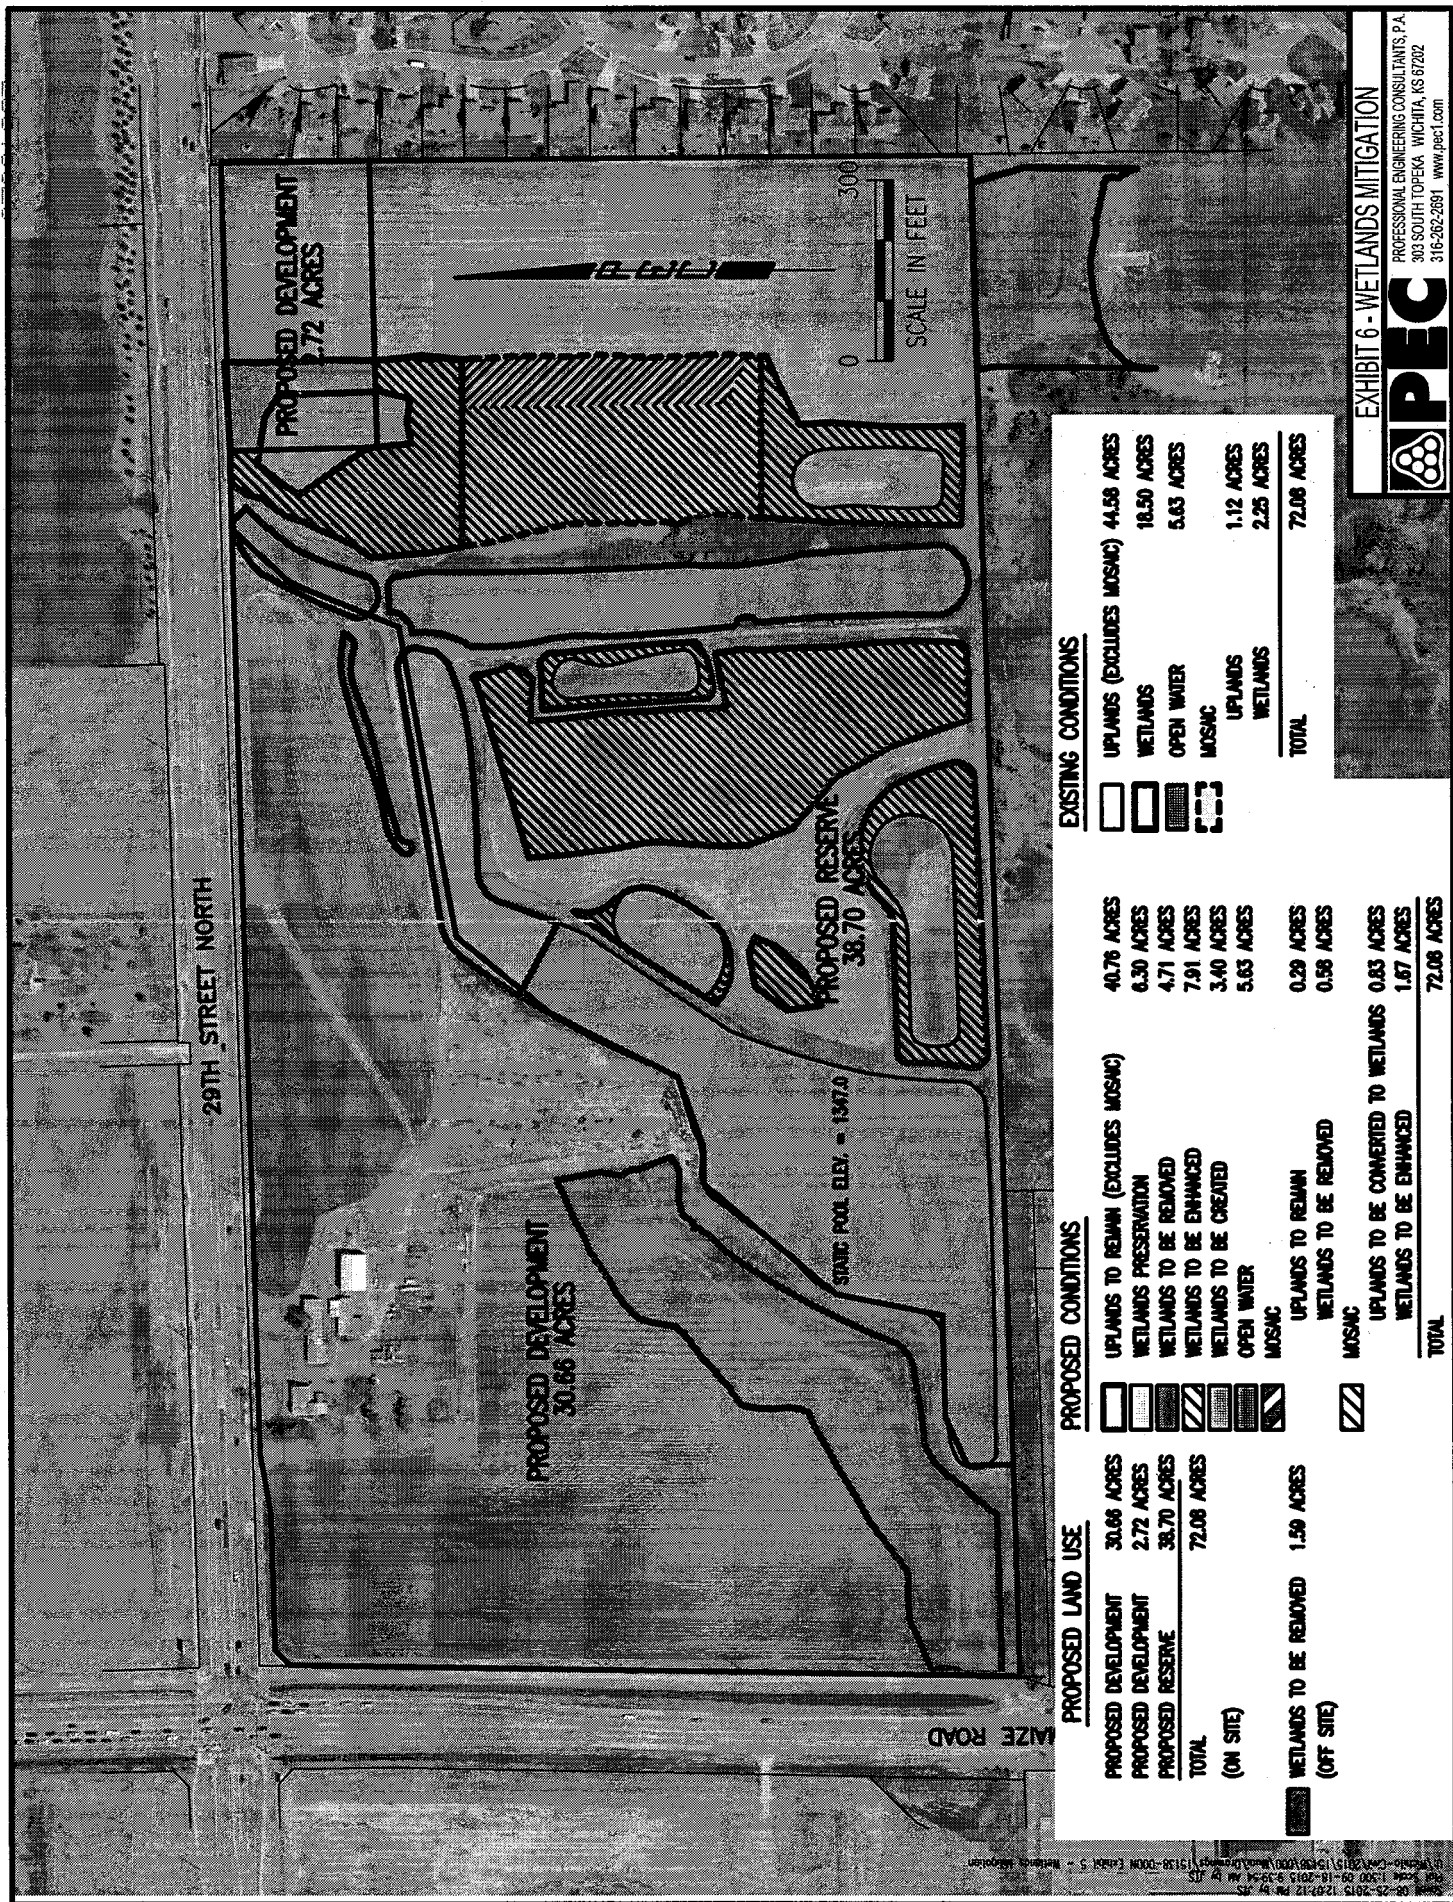 29TH STREET NORTH
MAIZE ROAD
PROPOSED DEVELOPMENT
30.66 ACRES
PROPOSED DEVELOPMENT
2.72 ACRES
PROPOSED RESERVE
38.70 ACRES
STATIC POOL ELEV. = 1347.0
PEC
0 300
SCALE IN FEET
PROPOSED LAND USE
PROPOSED DEVELOPMENT 30.66 ACRES
PROPOSED DEVELOPMENT 2.72 ACRES
PROPOSED RESERVE 38.70 ACRES
TOTAL 72.08 ACRES
(ON SITE)
WETLANDS TO BE REMOVED 1.59 ACRES
(OFF SITE)
PROPOSED CONDITIONS
UPLANDS TO REMAIN (EXCLUDES MOSAIC) 40.76 ACRES
WETLANDS PRESERVATION 6.30 ACRES
WETLANDS TO BE REMOVED 4.71 ACRES
WETLANDS TO BE ENHANCED 7.91 ACRES
WETLANDS TO BE CREATED 3.40 ACRES
OPEN WATER 5.63 ACRES
MOSAIC
UPLANDS TO REMAIN 0.29 ACRES
WETLANDS TO BE REMOVED 0.58 ACRES
MOSAIC
UPLANDS TO BE CONVERTED TO WETLANDS 0.83 ACRES
WETLANDS TO BE ENHANCED 1.67 ACRES
TOTAL 72.08 ACRES
EXISTING CONDITIONS
UPLANDS (EXCLUDES MOSAIC) 44.58 ACRES
WETLANDS 18.50 ACRES
OPEN WATER 5.63 ACRES
MOSAIC
UPLANDS 1.12 ACRES
WETLANDS 2.25 ACRES
TOTAL 72.08 ACRES
EXHIBIT 6 - WETLANDS MITIGATION
PEC
PROFESSIONAL ENGINEERING CONSULTANTS, P.A.
303 SOUTH TOPEKA WICHITA, KS 67202
316-262-2691 www.pec1.com